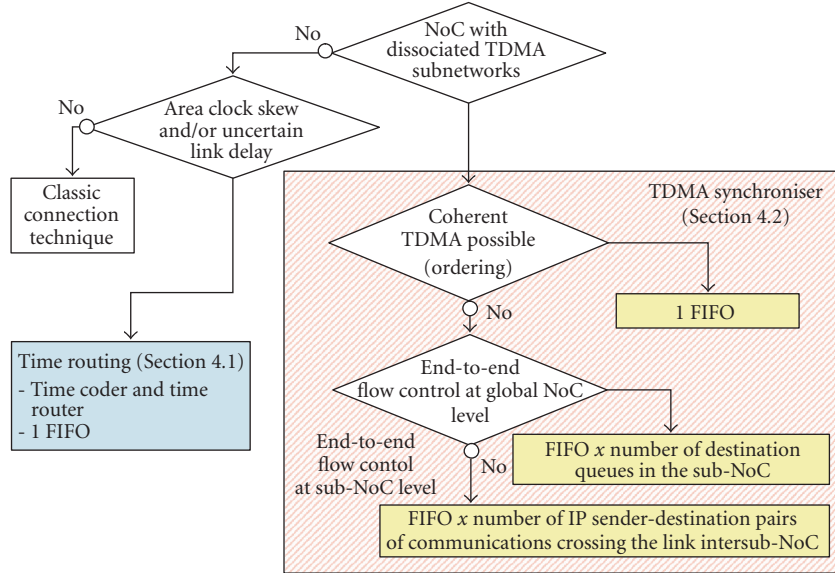 NoC with
dissociated TDMA
subnetworks
No
Area clock skew
and/or uncertain
link delay
No
Classic
connection
technique
TDMA synchroniser
(Section 4.2)
Coherent
TDMA possible
(ordering)
No
1 FIFO
Time routing (Section 4.1)
- Time coder and time
router
- 1 FIFO
End-to-end
flow control at global NoC
level
End-to-end
flow contol
at sub-NoC level
No
FIFO x number of destination
queues in the sub-NoC
FIFO x number of IP sender-destination pairs
of communications crossing the link intersub-NoC